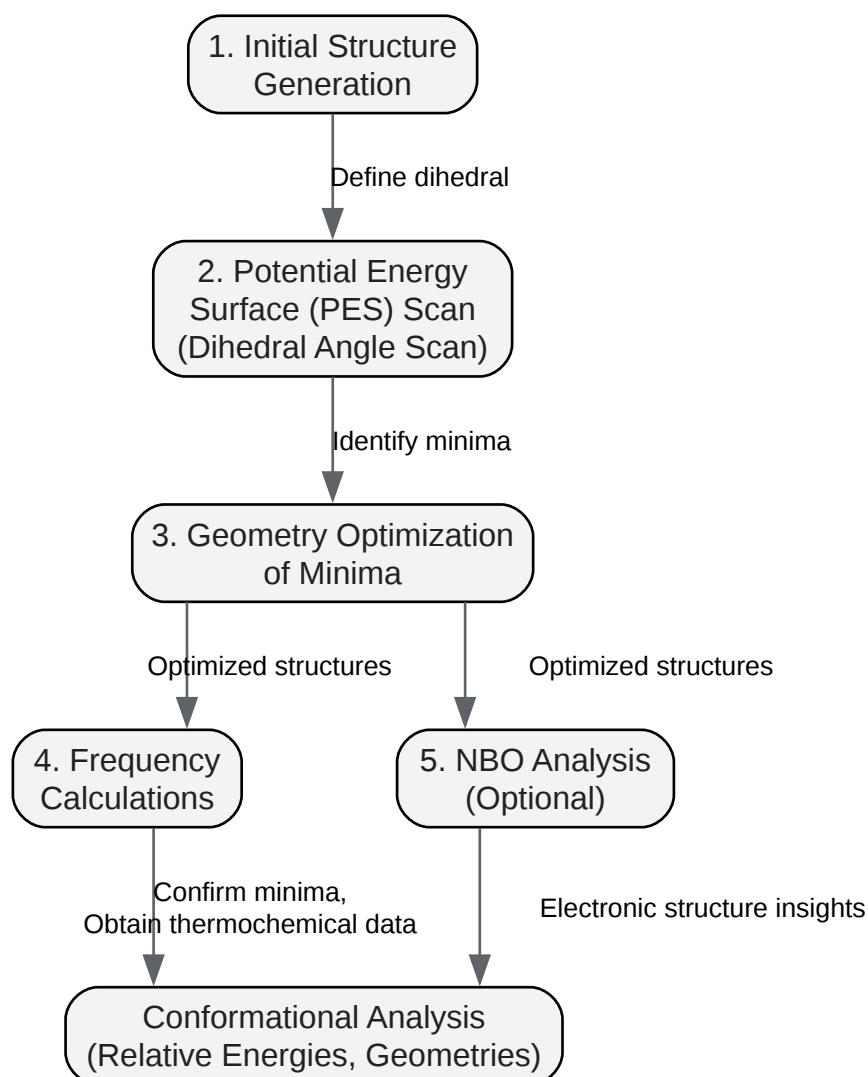 1. Initial Structure
Generation
Define dihedral
2. Potential Energy
Surface (PES) Scan
(Dihedral Angle Scan)
Identify minima
3. Geometry Optimization
of Minima
Optimized structures
Optimized structures
4. Frequency
Calculations
5. NBO Analysis
(Optional)
Confirm minima,
Obtain thermochemical data
Electronic structure insights
Conformational Analysis
(Relative Energies, Geometries)